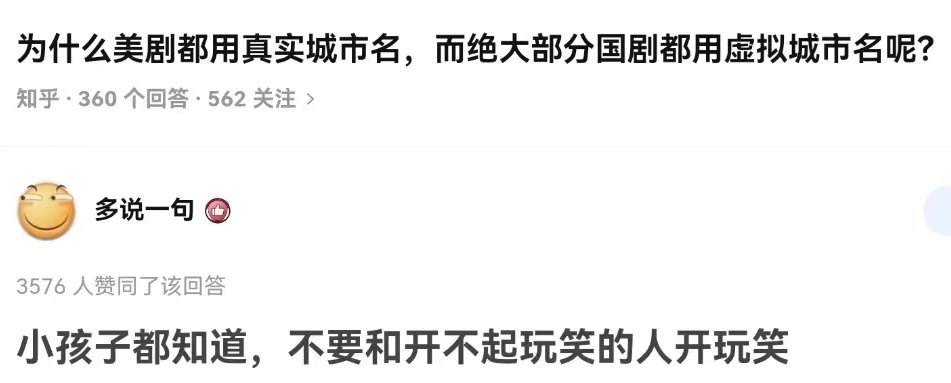 为什么美剧都用真实城市名，而绝大部分国剧都用虚拟城市名呢？
知乎 · 360 个回答 · 562 关注 >
多说一句
3576 人赞同了该回答
小孩子都知道，不要和开不起玩笑的人开玩笑